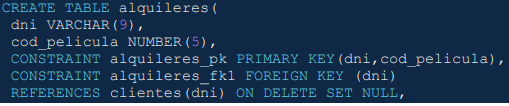 CREATE TABLE alquileres(
dni VARCHAR(9),
cod_pelicula NUMBER(5),
CONSTRAINT alquileres_pk PRIMARY KEY(dni,cod_pelicula),
CONSTRAINT alquileres_fk1 FOREIGN KEY (dni)
REFERENCES clientes(dni) ON DELETE SET NULL,